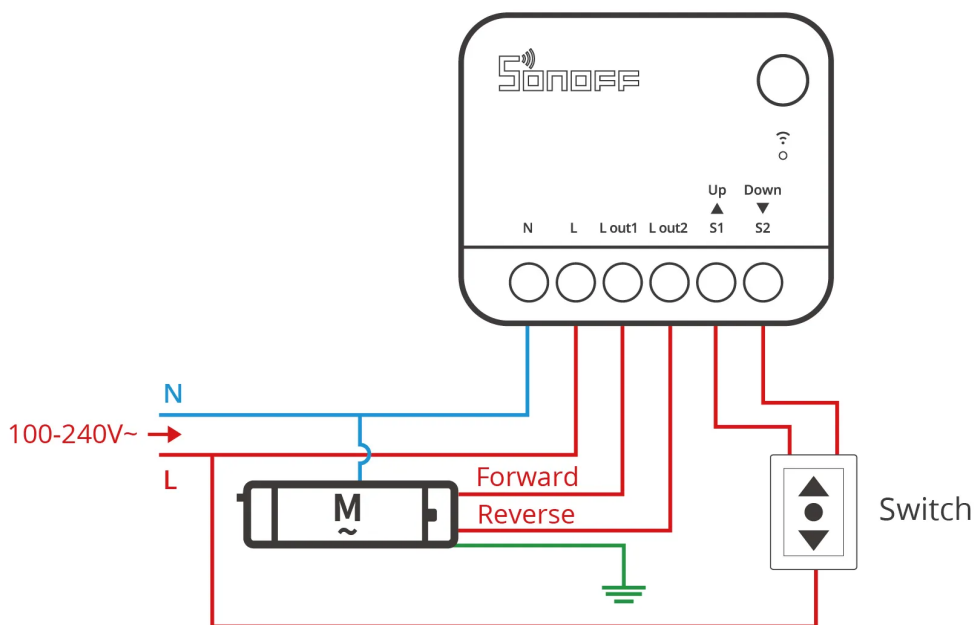 SONOFF
Up Down
N L L out1 L out2 S1 S2
N
100-240V~
L
Forward
M
~
Reverse
Switch